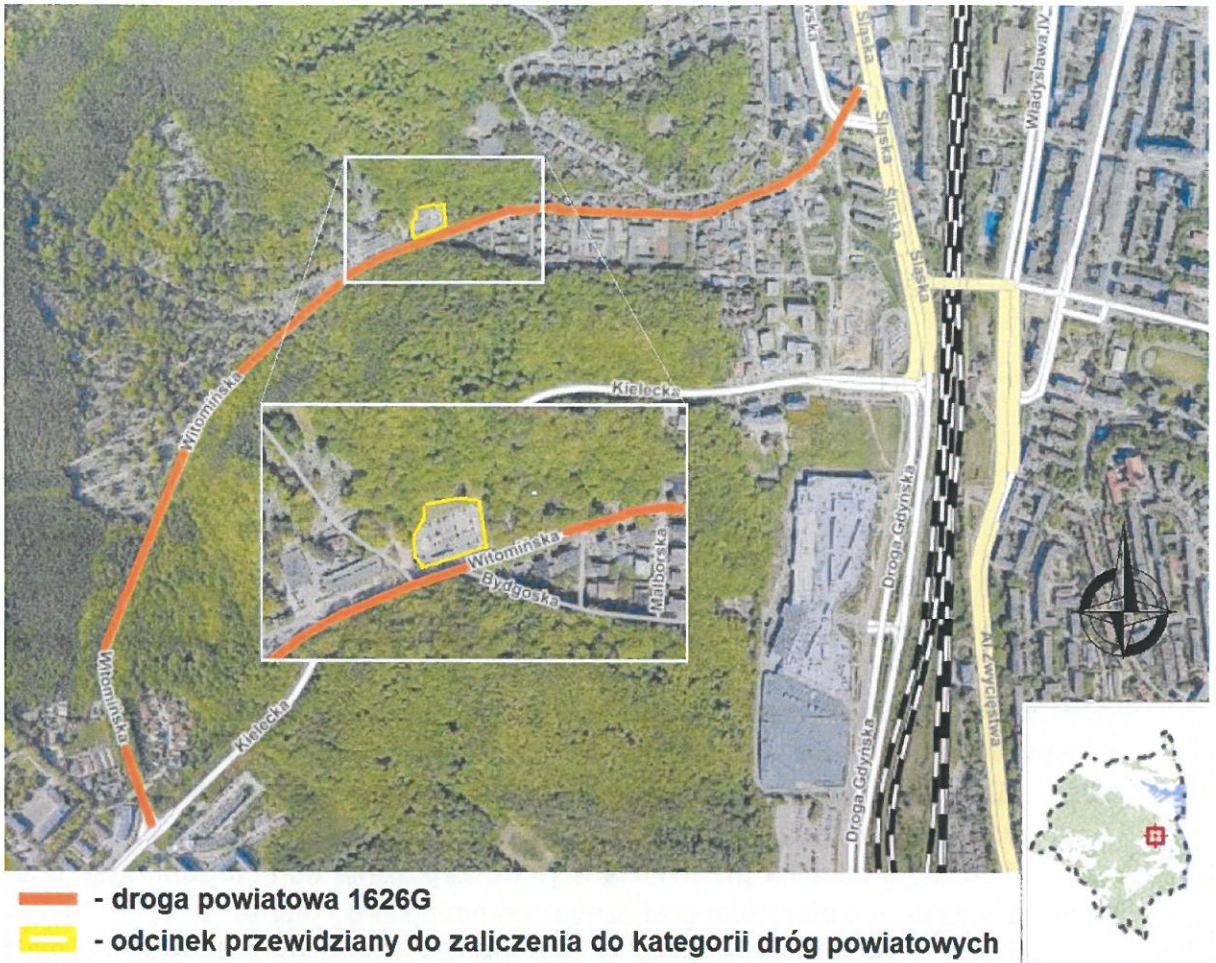 wska
Śląska
Władysława IV
Śląska
Śląska
Śląska
Kielecka
Witomińska
Droga Gdyńska
Witomińska
Bydgoska
Malborska
Witomińska
Al. Zwycięstwa
Kielecka
Droga Gdyńska
- droga powiatowa 1626G
- odcinek przewidziany do zaliczenia do kategorii dróg powiatowych